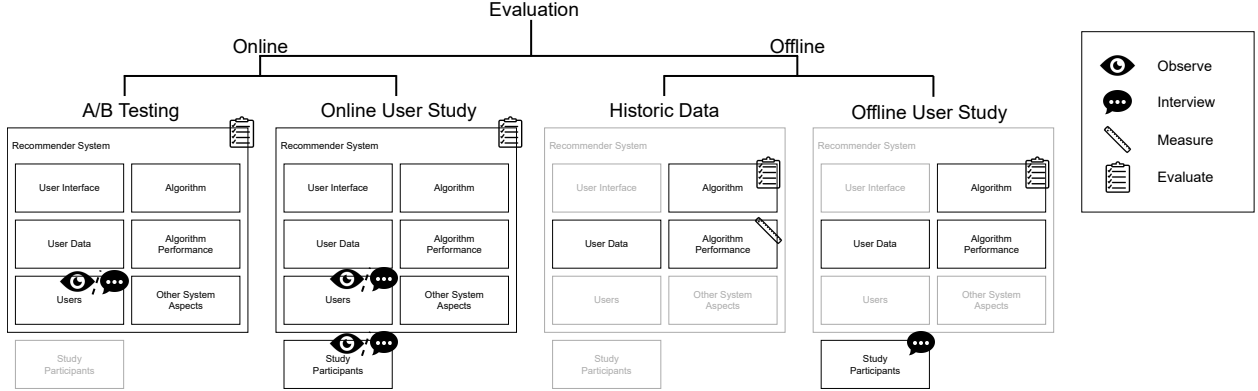 Evaluation
Online
Offline
A/B Testing
Recommender System
User Interface
Algorithm
User Data
Algorithm
Performance
Users
Other System
Aspects
Study
Participants
Online User Study
Recommender System
User Interface
Algorithm
User Data
Algorithm
Performance
Users
Other System
Aspects
Study
Participants
Historic Data
Recommender System
User Interface
Algorithm
User Data
Algorithm
Performance
Users
Other System
Aspects
Study
Participants
Offline User Study
Recommender System
User Interface
Algorithm
User Data
Algorithm
Performance
Users
Other System
Aspects
Study
Participants
Observe
Interview
Measure
Evaluate